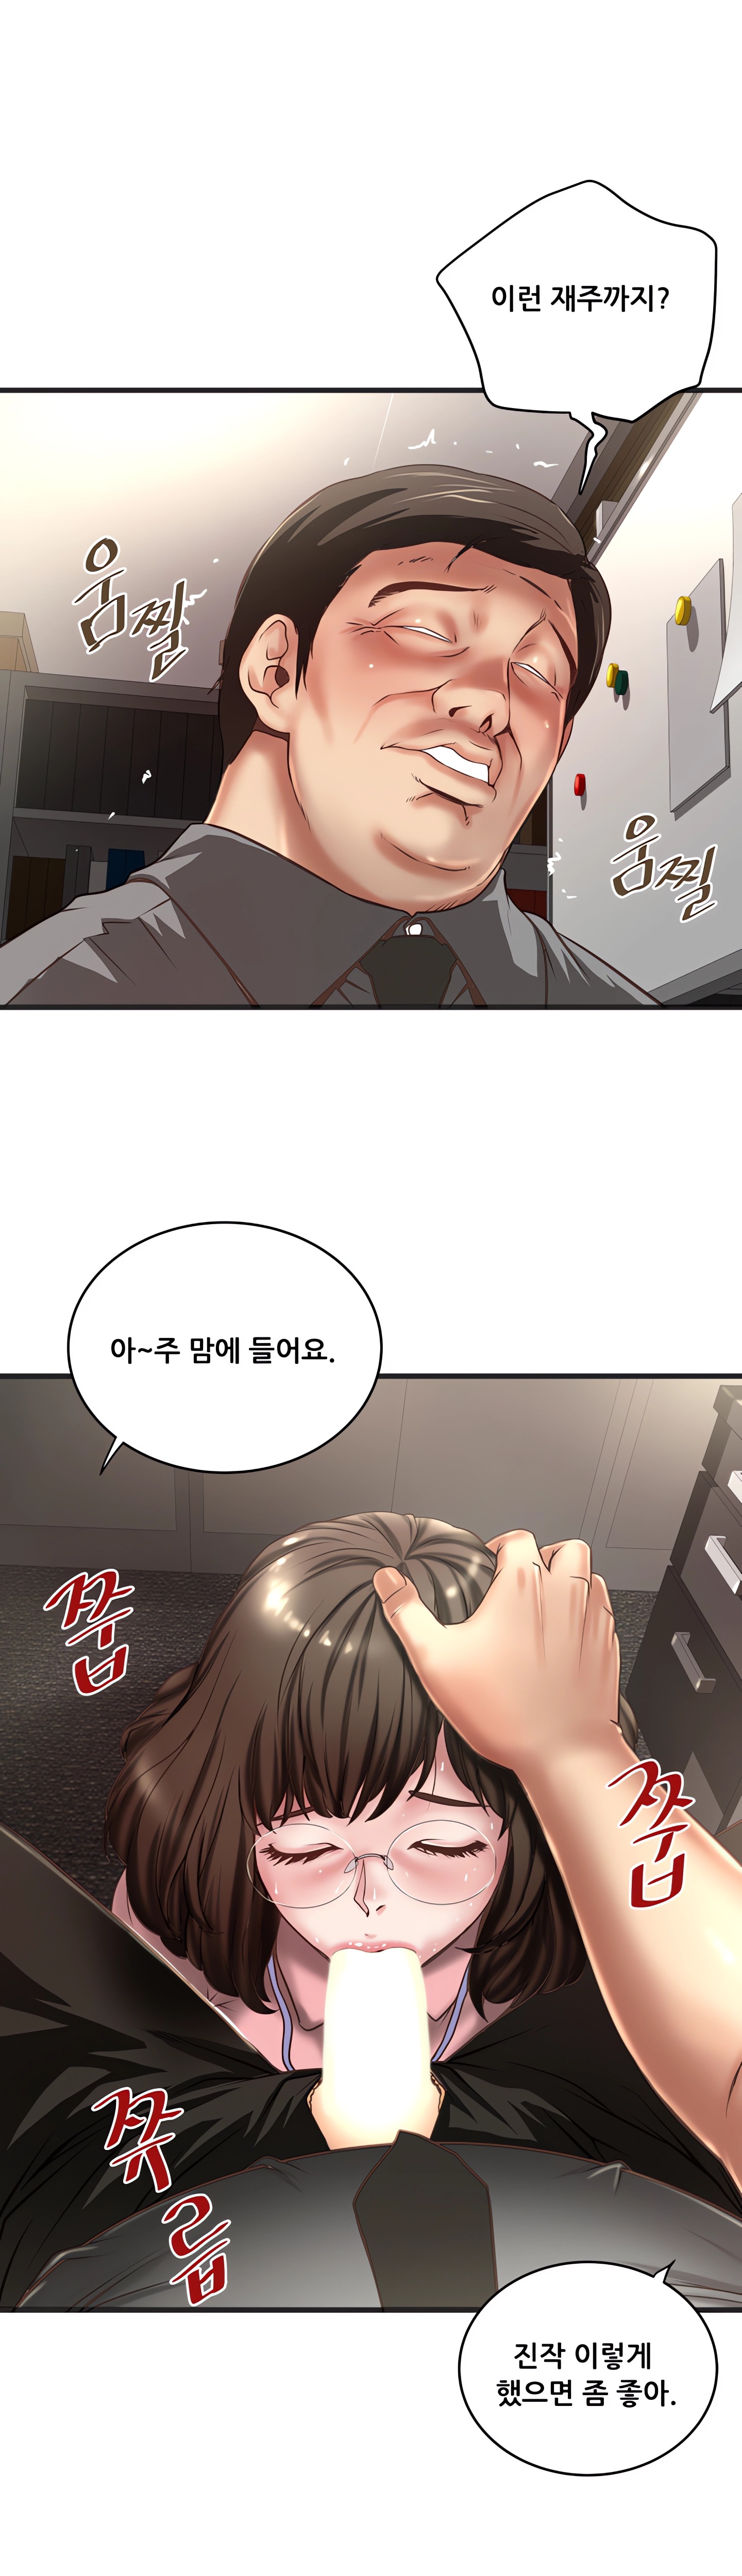 이런 재주까지?
움찔
움찔
아~주 맘에 들어요.
쭙
쭙
쮸릅
진작 이렇게
했으면 좀 좋아.